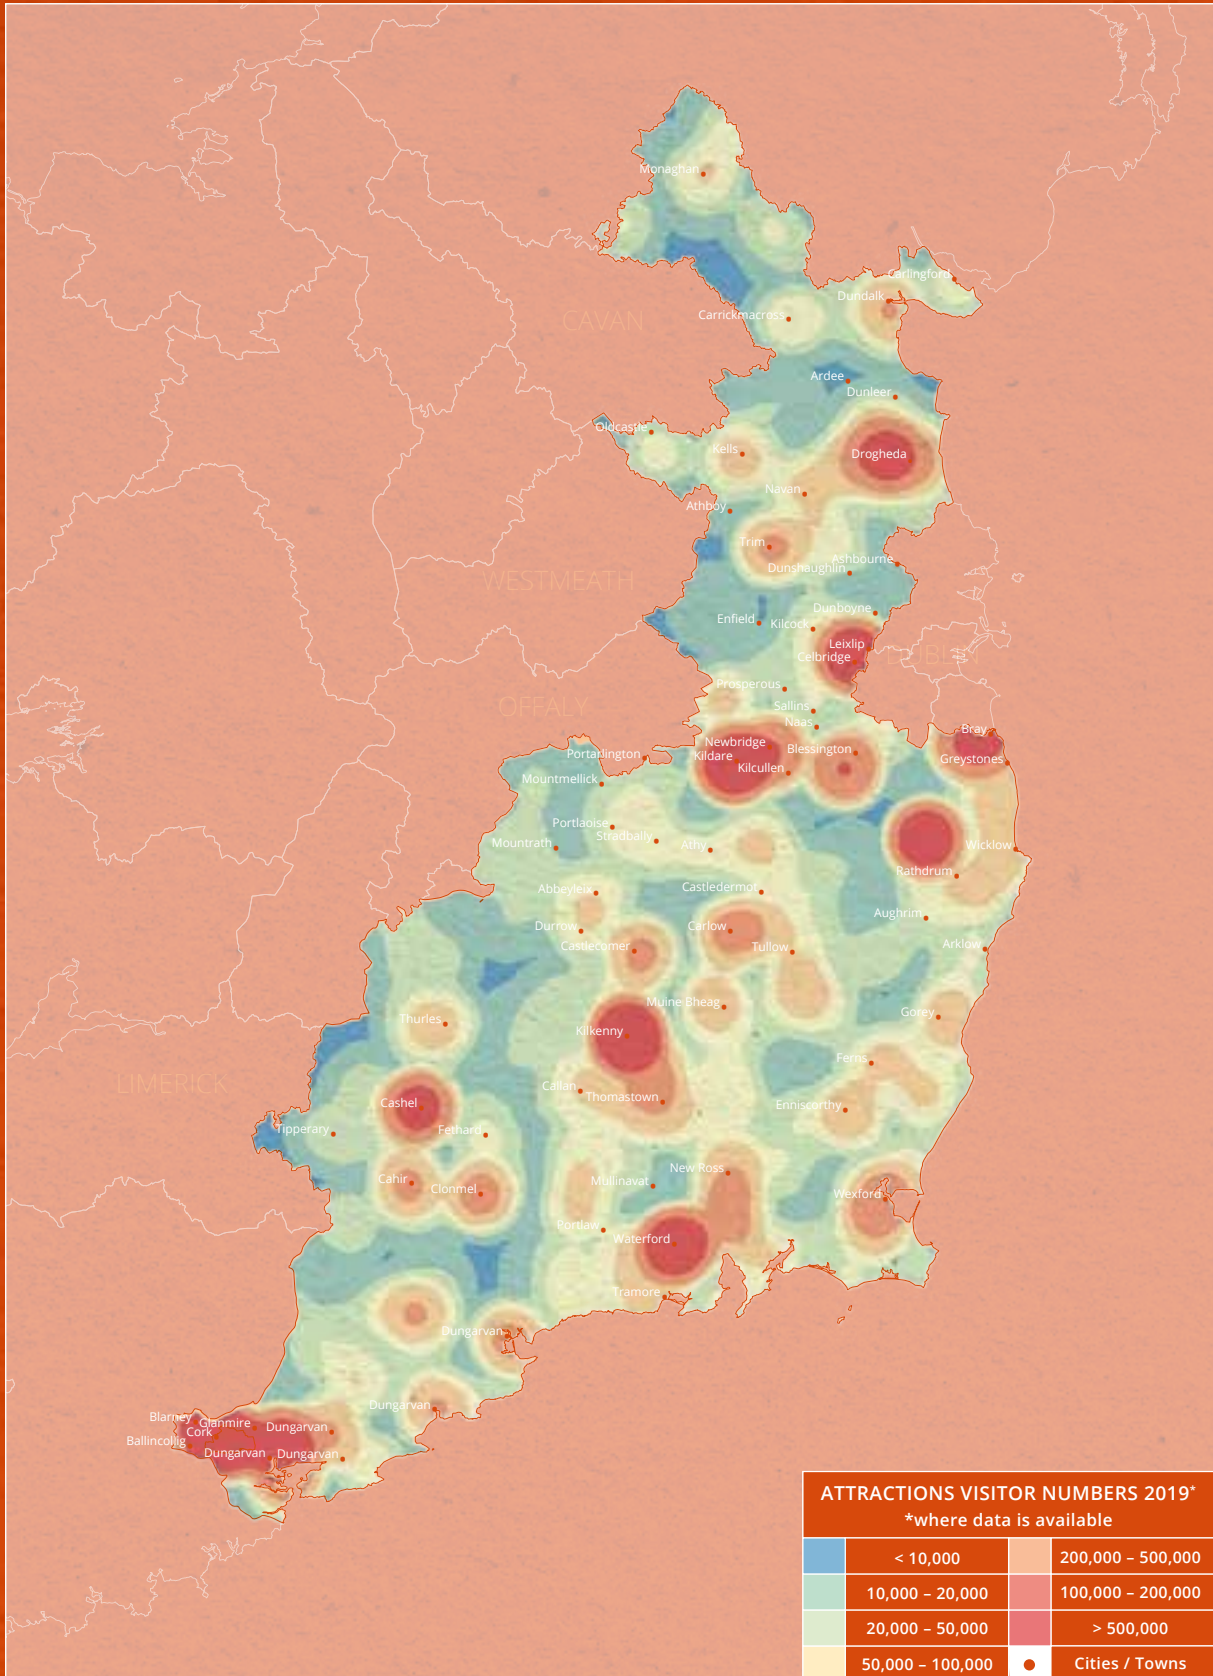 Monaghan
Carlingford
Dundalk
CAVAN
Carrickmacross
Ardee
Dunleer
Oldcastle
Kells
Drogheda
Navan
Athboy
Trim
Ashbourne
Dunshaughlin
WESTMEATH
Dunboyne
Enfield
Kilcock
Leixlip
Celbridge
DUBLIN
Prosperous
OFFALY
Sallins
Naas
Bray
Newbridge
Blessington
Portarlington
Kildare
Greystones
Kilcullen
Mountmellick
Portlaoise
Stradbally
Mountrath
Athy
Wicklow
Rathdrum
Abbeyleix
Castledermot
Aughrim
Durrow
Carlow
Castlecomer
Tullow
Arklow
Muine Bheag
Thurles
Gorey
Kilkenny
Ferns
LIMERICK
Callan
Thomastown
Cashel
Enniscorthy
Tipperary
Fethard
New Ross
Cahir
Clonmel
Mullinavat
Wexford
Portlaw
Waterford
Tramore
Dungarvan
Dungarvan
Blarney
Glanmire
Dungarvan
Cork
Ballincollig
Dungarvan
Dungarvan
ATTRACTIONS VISITOR NUMBERS 2019*
*where data is available
< 10,000
200,000 – 500,000
10,000 – 20,000
100,000 – 200,000
20,000 – 50,000
> 500,000
50,000 – 100,000
Cities / Towns